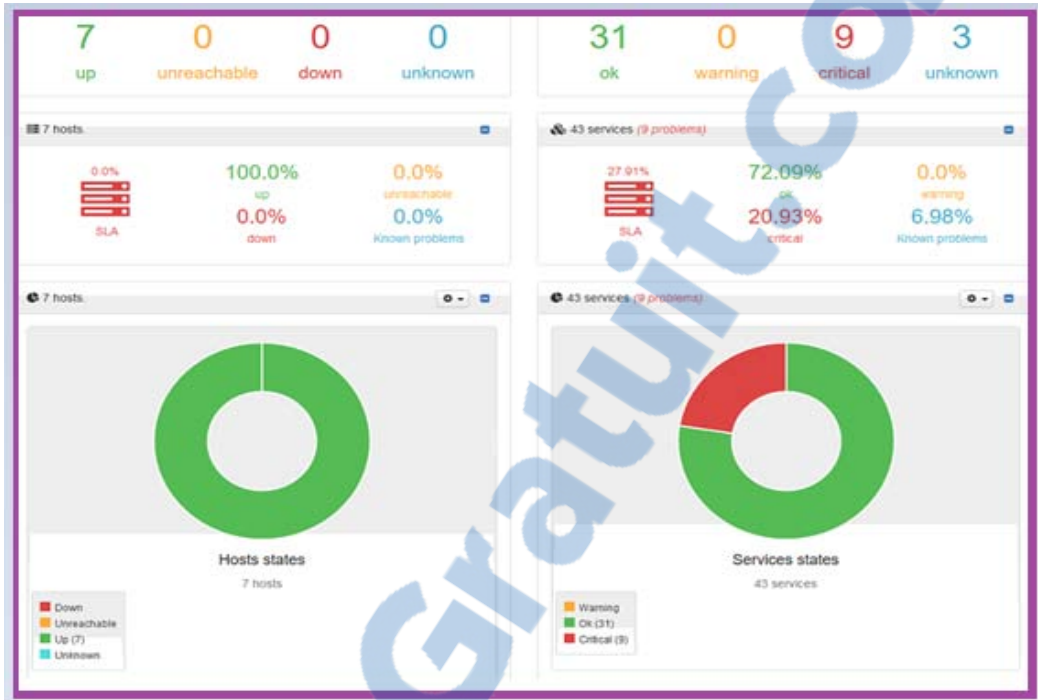 7 0 0 0
up unreachable down unknown
31 0 9 3
ok warning critical unknown
7 hosts.
0.0%
SLA
100.0%
up
0.0%
down
0.0%
unreachable
0.0%
Known problems
43 services (9 problems)
27.91%
SLA
72.09%
ok
20.93%
critical
0.0%
warning
6.98%
Known problems
7 hosts.
Hosts states
7 hosts
Down
Unreachable
Up (7)
Unknown
43 services (9 problems)
Services states
43 services
Warning
Ok (31)
Critical (9)
Gratuit.co